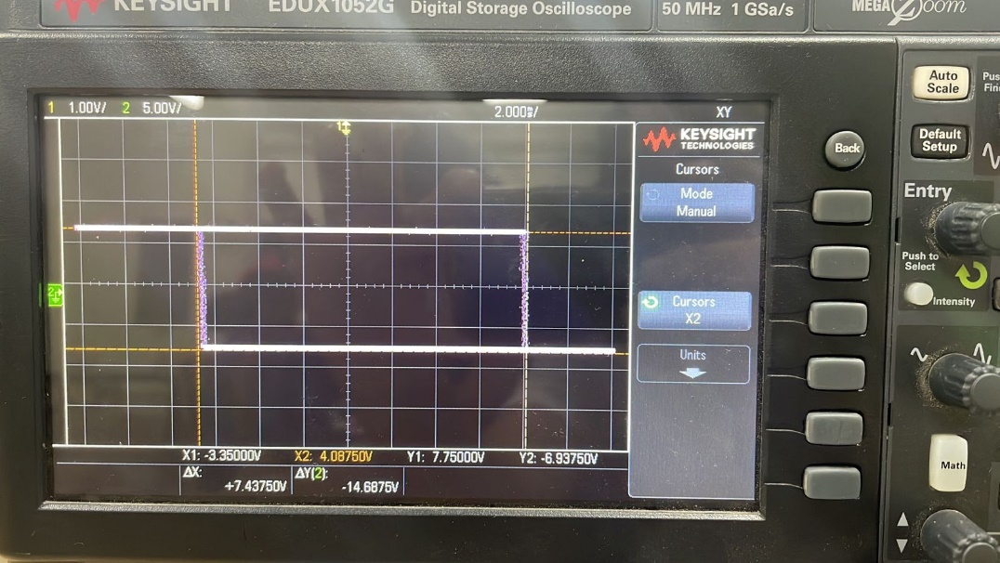 KEYSIGHT EDUX1052G Digital Storage Oscilloscope 50 MHz 1 GSa/s MEGA Zoom
1 1.00V/ 2 5.00V/ 2.000s/ XY
Auto
Scale
Default
Setup
Back
KEYSIGHT
TECHNOLOGIES
Cursors
Mode
Manual
Entry
Push to
Select
Intensity
Cursors
X2
Units
X1: -3.35000V X2: 4.08750V Y1: 7.75000V Y2: -6.93750V
ΔX:
+7.43750V
ΔY(2):
-14.6875V
Math